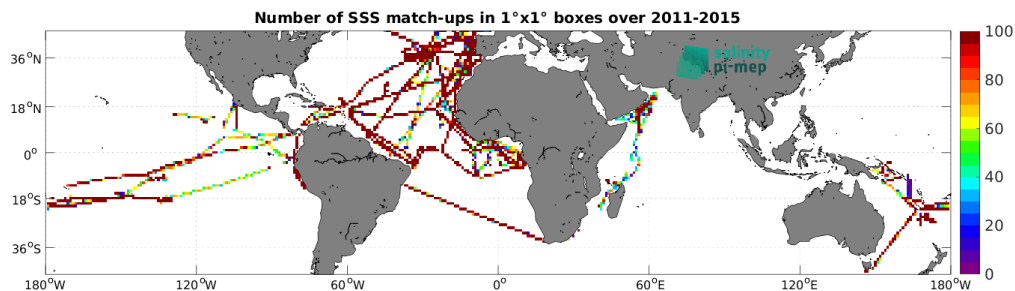 Number of SSS match-ups in 1°x1° boxes over 2011-2015
salinity
pi-mep
36°N
18°N
0°
18°S
36°S
180°W 120°W 60°W 0° 60°E 120°E 180°W
100
80
60
40
20
0